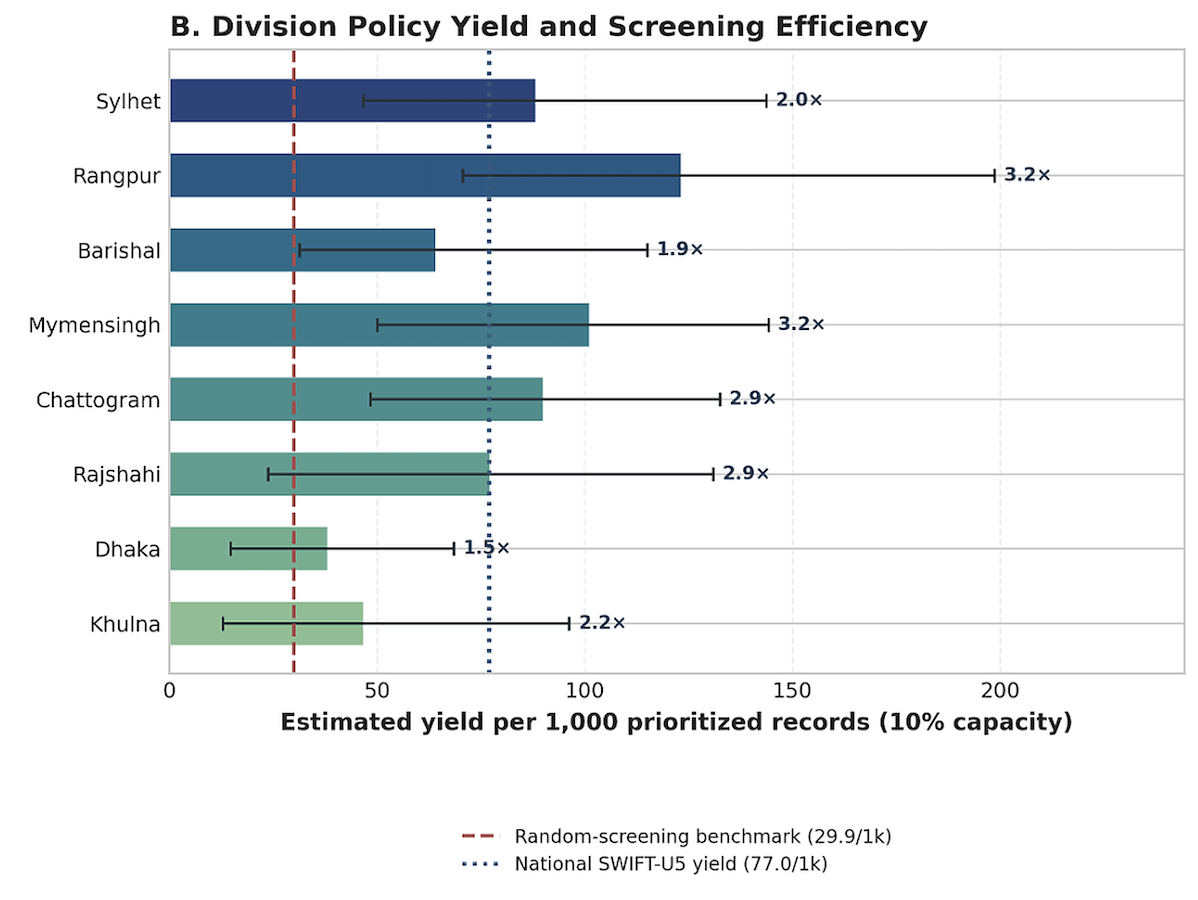 B. Division Policy Yield and Screening Efficiency
Sylhet
2.0×
Rangpur
3.2×
Barishal
1.9×
Mymensingh
3.2×
Chattogram
2.9×
Rajshahi
2.9×
Dhaka
1.5×
Khulna
2.2×
0 50 100 150 200
Estimated yield per 1,000 prioritized records (10% capacity)
Random-screening benchmark (29.9/1k)
National SWIFT-U5 yield (77.0/1k)